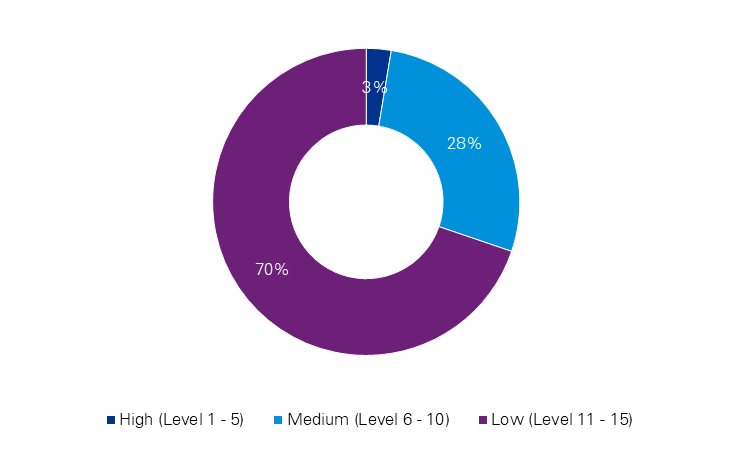 3%
28%
70%
High (Level 1 - 5) Medium (Level 6 - 10) Low (Level 11 - 15)